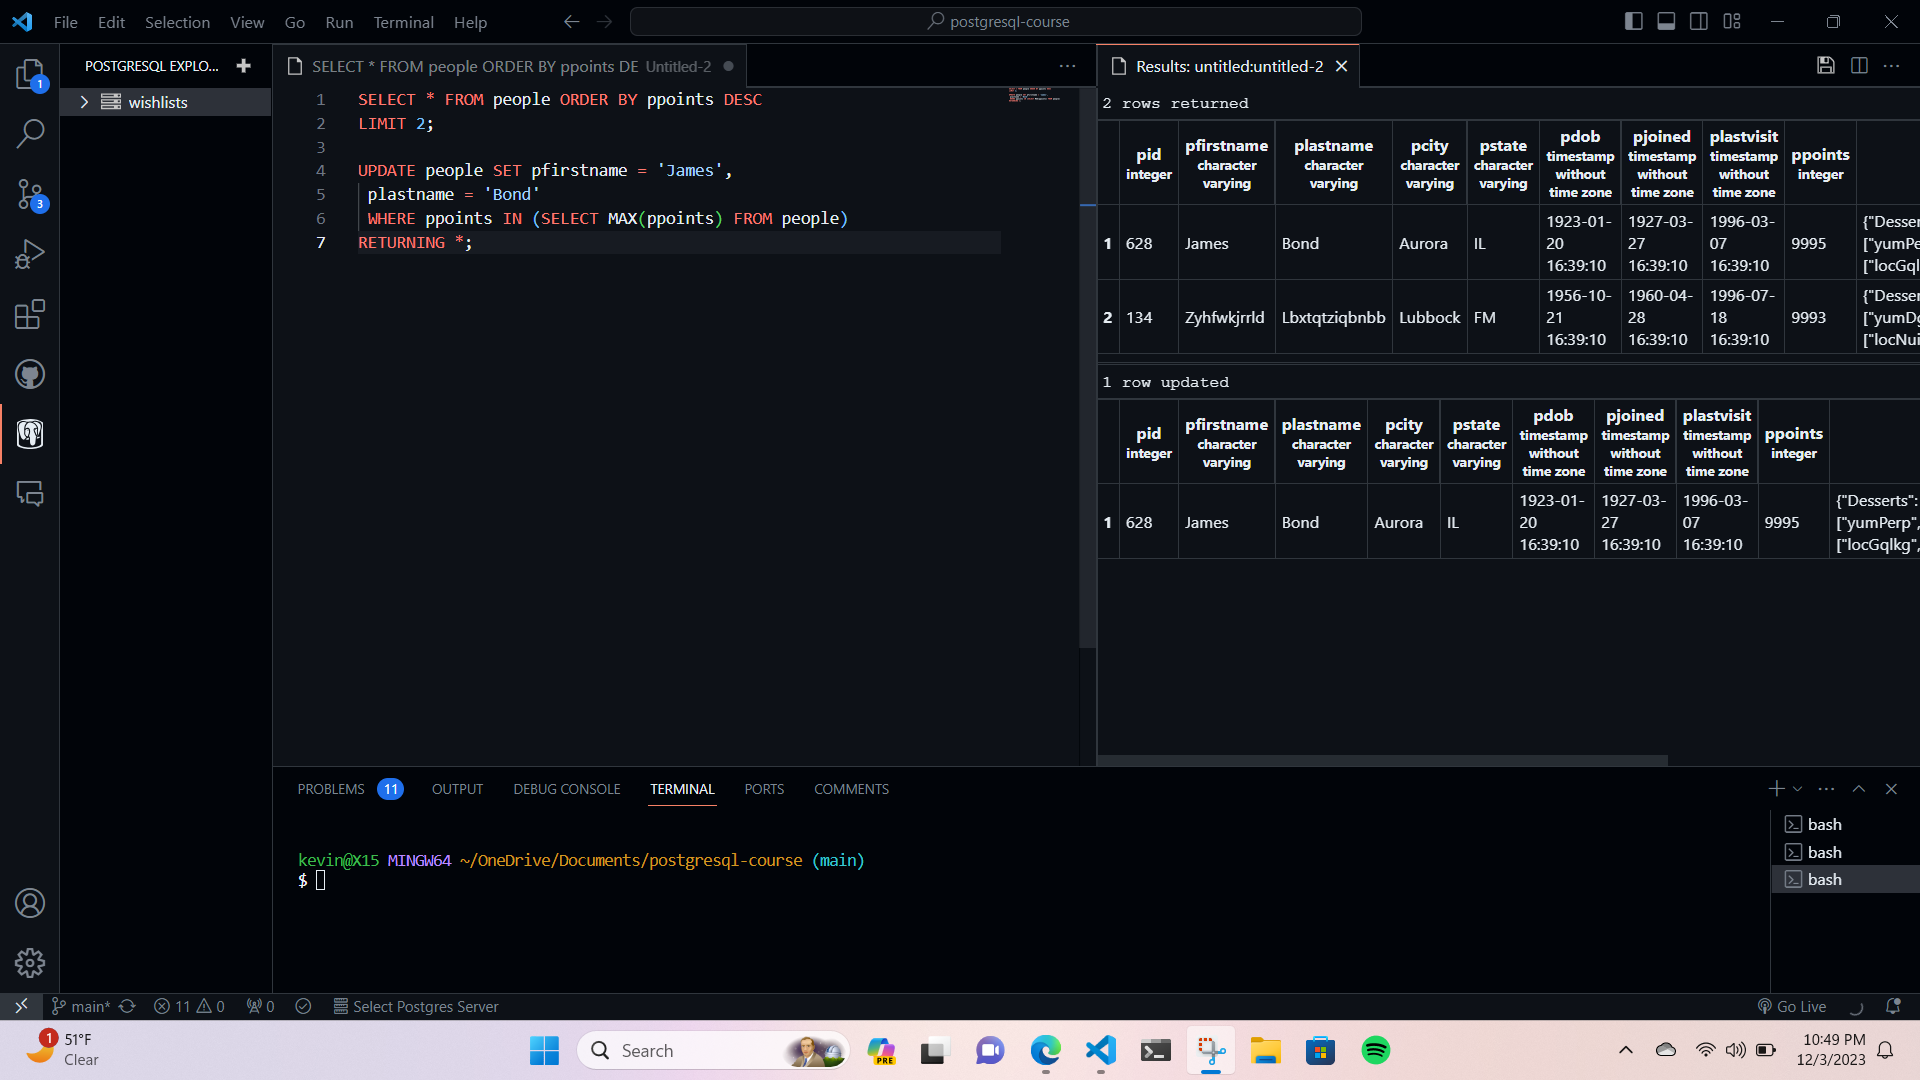 File Edit Selection View Go Run Terminal Help
postgresql-course
1
3
POSTGRESQL EXPLO...
wishlists
SELECT * FROM people ORDER BY ppoints DE Untitled-2
1 SELECT * FROM people ORDER BY ppoints DESC
2 LIMIT 2;
3
4 UPDATE people SET pfirstname = 'James',
5 plastname = 'Bond'
6 WHERE ppoints IN (SELECT MAX(ppoints) FROM people)
7 RETURNING *;
Results: untitled:untitled-2
2 rows returned
pid integer pfirstname character varying plastname character varying pcity character varying pstate character varying pdob timestamp without time zone pjoined timestamp without time zone plastvisit timestamp without time zone ppoints integer
1 628 James Bond Aurora IL 1923-01-20 16:39:10 1927-03-27 16:39:10 1996-03-07 16:39:10 9995 {"Desser ["yumPe ["locGql
2 134 Zyhfwkjrrld Lbxtqtziqbnbb Lubbock FM 1956-10-21 16:39:10 1960-04-28 16:39:10 1996-07-18 16:39:10 9993 {"Desser ["yumDg ["locNui
1 row updated
pid integer pfirstname character varying plastname character varying pcity character varying pstate character varying pdob timestamp without time zone pjoined timestamp without time zone plastvisit timestamp without time zone ppoints integer
1 628 James Bond Aurora IL 1923-01-20 16:39:10 1927-03-27 16:39:10 1996-03-07 16:39:10 9995 {"Desserts": ["yumPerp", ["locGqlkg",
PROBLEMS 11 OUTPUT DEBUG CONSOLE TERMINAL PORTS COMMENTS
kevin@X15 MINGW64 ~/OneDrive/Documents/postgresql-course (main)
$
bash
bash
bash
main* 11 0 0 Select Postgres Server Go Live
1
51°F
Clear
Search
PRE
10:49 PM
12/3/2023